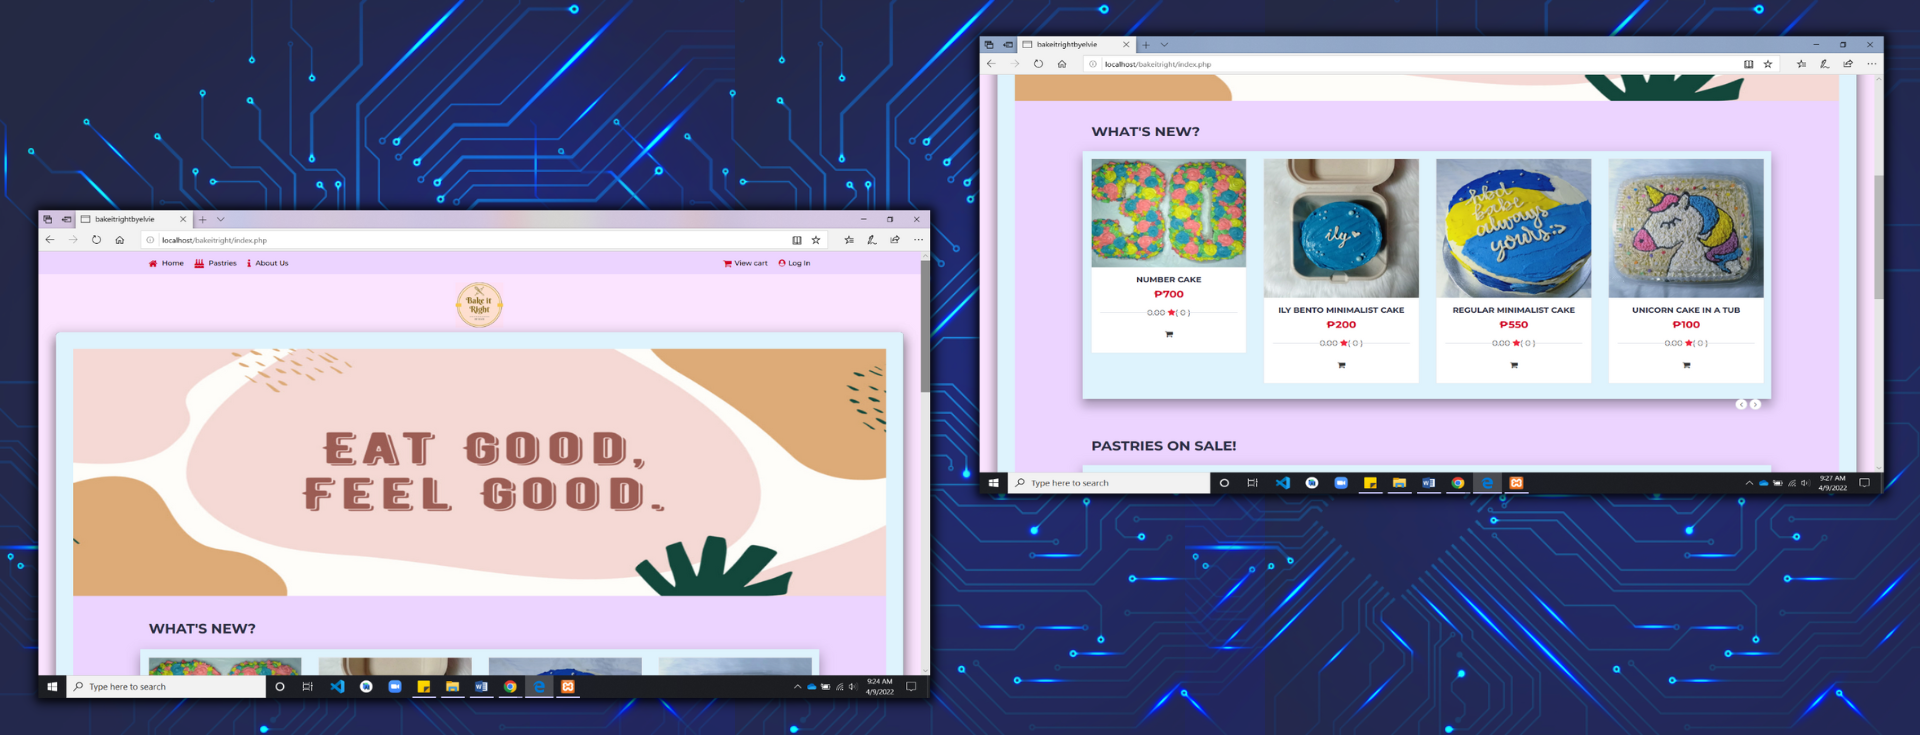 bakeitrightbyelvie
localhost/bakeitright/index.php
Home Pastries About Us View cart Log In
Bake it
Right
EAT GOOD,
FEEL GOOD.
WHAT'S NEW?
Type here to search
9:24 AM
4/9/2022
bakeitrightbyelvie
localhost/bakeitright/index.php
WHAT'S NEW?
30
NUMBER CAKE
₱700
0.00 ( 0 )
ily
ILY BENTO MINIMALIST CAKE
₱200
0.00 ( 0 )
hbd
babe
always
yours:>
REGULAR MINIMALIST CAKE
₱550
0.00 ( 0 )
UNICORN CAKE IN A TUB
₱100
0.00 ( 0 )
PASTRIES ON SALE!
Type here to search
9:27 AM
4/9/2022